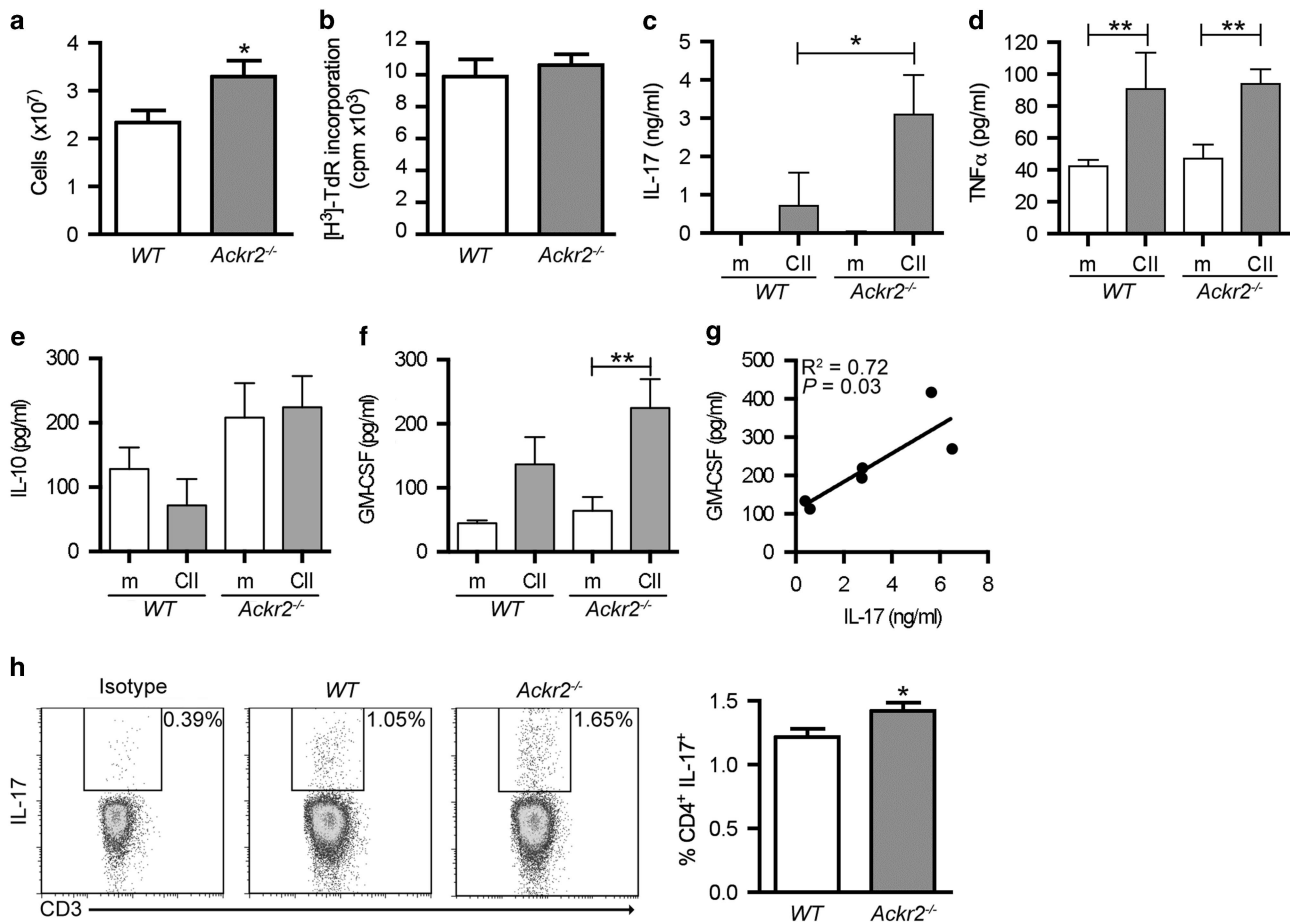 a
Cells (x10⁷)
4
3
2
1
0
*
WT Ackr2-/-
b
[H³]-TdR incorporation
(cpm x10³)
12
10
8
6
4
2
0
WT Ackr2-/-
c
IL-17 (ng/ml)
5
4
3
2
1
0
*
m CII m CII
WT Ackr2-/-
d
TNFα (pg/ml)
120
100
80
60
40
20
0
** **
m CII m CII
WT Ackr2-/-
e
IL-10 (pg/ml)
300
200
100
0
m CII m CII
WT Ackr2-/-
f
GM-CSF (pg/ml)
300
200
100
0
**
m CII m CII
WT Ackr2-/-
g
GM-CSF (pg/ml)
500
400
300
200
100
0
R² = 0.72
P = 0.03
0 2 4 6 8
IL-17 (ng/ml)
h
Isotype WT Ackr2-/-
0.39% 1.05% 1.65%
IL-17
CD3
% CD4⁺ IL-17⁺
1.5
1.0
1.5
0.0
*
WT Ackr2-/-